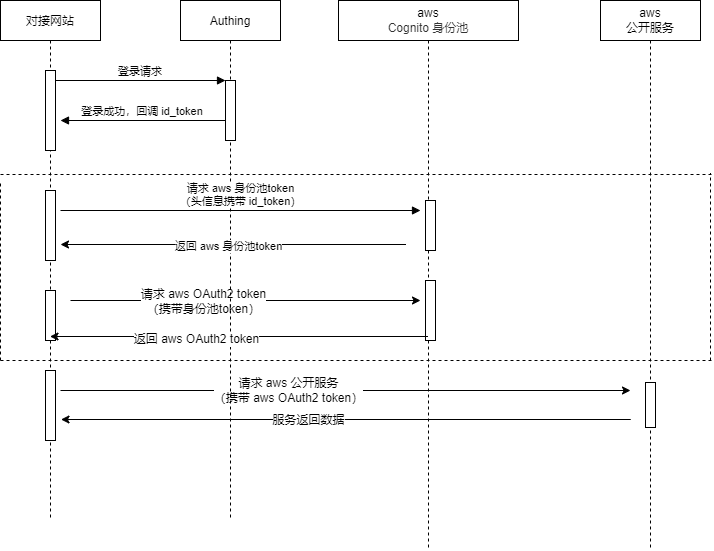 对接网站
Authing
aws
Cognito 身份池
aws
公开服务
登录请求
登录成功，回调 id_token
请求 aws 身份池token
（头信息携带 id_token）
返回 aws 身份池token
请求 aws OAuth2 token
（携带身份池token）
返回 aws OAuth2 token
请求 aws 公开服务
（携带 aws OAuth2 token）
服务返回数据